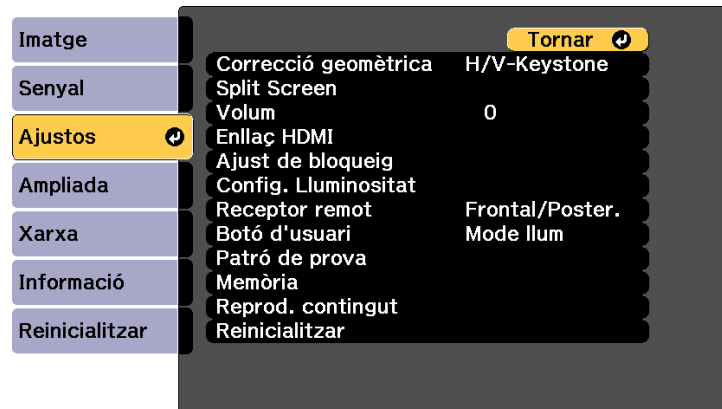 Imatge
Senyal
Ajustos
Ampliada
Xarxa
Informació
Reinicialitzar
Tornar
Correcció geomètrica H/V-Keystone
Split Screen
Volum 0
Enllaç HDMI
Ajust de bloqueig
Config. Lluminositat
Receptor remot Frontal/Poster.
Botó d'usuari Mode llum
Patró de prova
Memòria
Reprod. contingut
Reinicialitzar